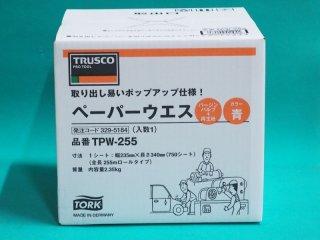 TRUSCO
PRO TOOL
取り出し易いポップアップ仕様!
ペーパーウエス
バージンパルプ
+
再生紙
カラー
青
発注コード 329-5184 (入数1)
品番 TPW-255
寸法 1シート:幅235mm×長さ340mm(750シート)
(全長 255mロールタイプ)
質量 内容量2.35kg
TORK
MADE IN GERMANY